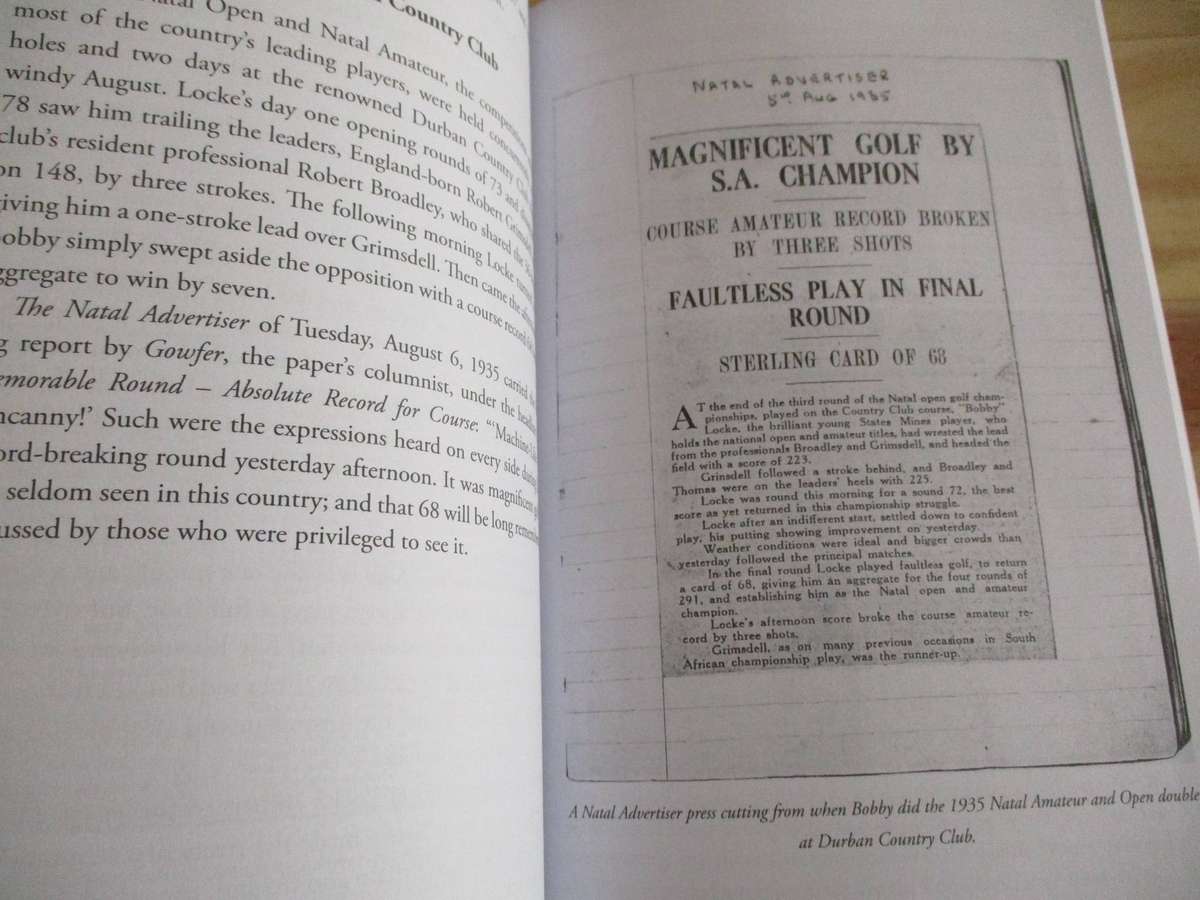 Country Club
Natal Open and Natal Amateur, the
most of the country's leading players, were held
holes and two days at the renowned Durban Country
windy August. Locke's day one opening rounds of 73 and
78 saw him trailing the leaders, England-born Robert
club's resident professional Robert Broadley, who shared the
on 148, by three strokes. The following morning Locke
giving him a one-stroke lead over Grimsdell. Then came the
Bobby simply swept aside the opposition with a course record
aggregate to win by seven.
The Natal Advertiser of Tuesday, August 6, 1935 carried the
report by Gowfer, the paper's columnist, under the
Round – Absolute Record for Course: "'Machine-
Such were the expressions heard on every side
-breaking round yesterday afternoon. It was magnificent
seldom seen in this country; and that 68 will be long
by those who were privileged to see it.
NATAL ADVERTISER
5th AUG 1935
MAGNIFICENT GOLF BY
S.A. CHAMPION
COURSE AMATEUR RECORD BROKEN
BY THREE SHOTS
FAULTLESS PLAY IN FINAL
ROUND
STERLING CARD OF 68
AT the end of the third round of the Natal open golf cham-
pionships, played on the Country Club course, "Bobby"
Locke, the brilliant young States Mines player, who
holds the national open and amateur titles, had wrested the lead
from the professionals Broadley and Grimsdell, and headed the
field with a score of 223.
Grimsdell followed a stroke behind, and Broadley and
Thomas were on the leaders' heels with 225.
Locke was round this morning for a sound 72, the best
score as yet returned in this championship struggle.
Locke after an indifferent start, settled down to confident
play, his putting showing improvement on yesterday.
Weather conditions were ideal and bigger crowds than
yesterday followed the principal matches.
In the final round Locke played faultless golf, to return
a card of 68, giving him an aggregate for the four rounds of
291, and establishing him as the Natal open and amateur
champion.
Locke's afternoon score broke the course amateur re-
cord by three shots.
Grimsdell, as on many previous occasions in South
African championship play, was the runner-up.
A Natal Advertiser press cutting from when Bobby did the 1935 Natal Amateur and Open double
at Durban Country Club.